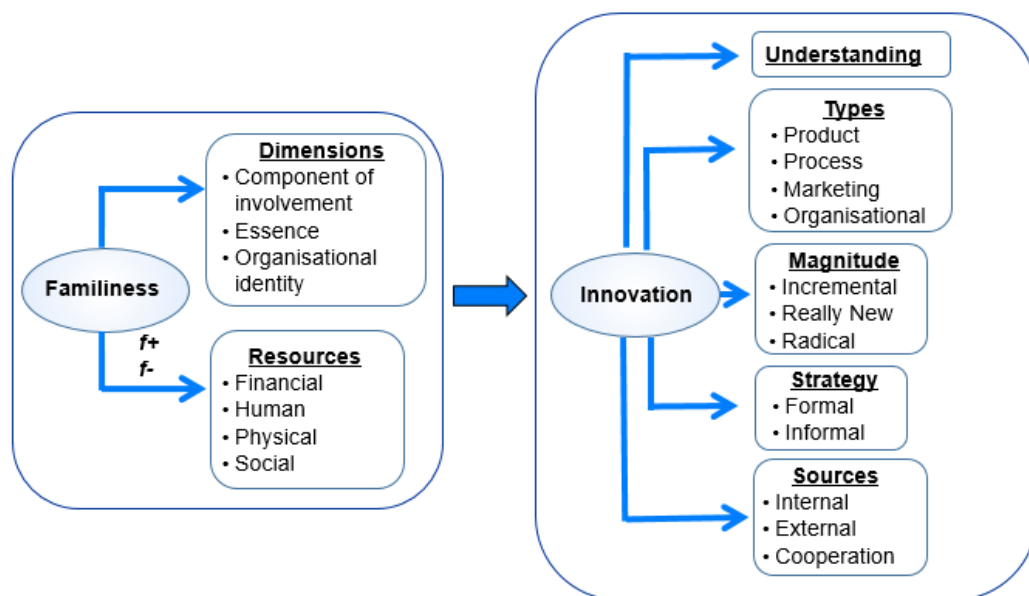 Familiness
Dimensions
• Component of
involvement
• Essence
• Organisational
identity
f+
f-
Resources
• Financial
• Human
• Physical
• Social
Innovation
Understanding
Types
• Product
• Process
• Marketing
• Organisational
Magnitude
• Incremental
• Really New
• Radical
Strategy
• Formal
• Informal
Sources
• Internal
• External
• Cooperation